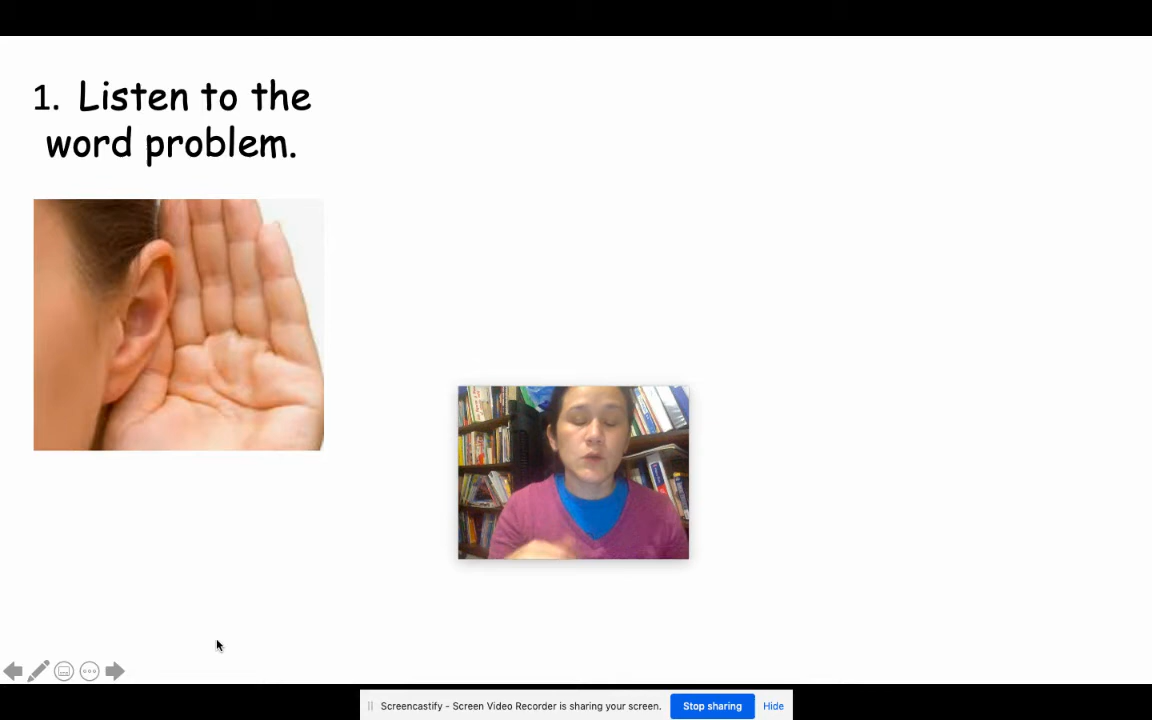 1. Listen to the
word problem.
Screencastify - Screen Video Recorder is sharing your screen.
Stop sharing
Hide